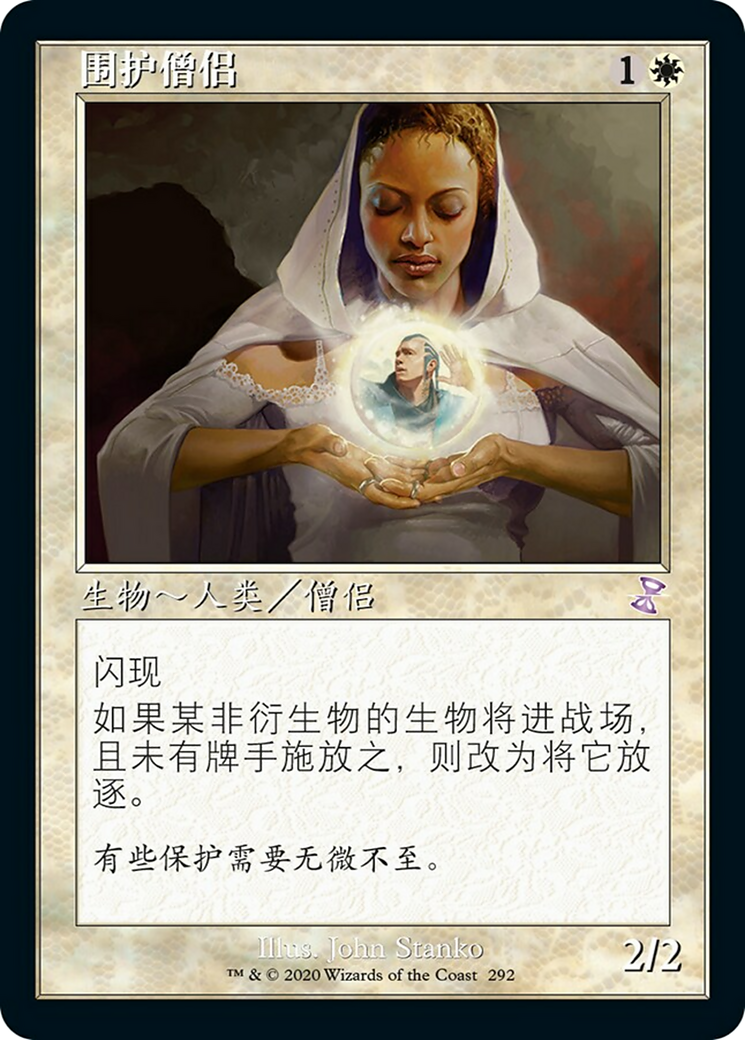 围护僧侣 1
生物～人类／僧侣
闪现
如果某非衍生物的生物将进战场，
且未有牌手施放之，则改为将它放
逐。
有些保护需要无微不至。
Illus. John Stanko
™ & © 2020 Wizards of the Coast 292
2/2